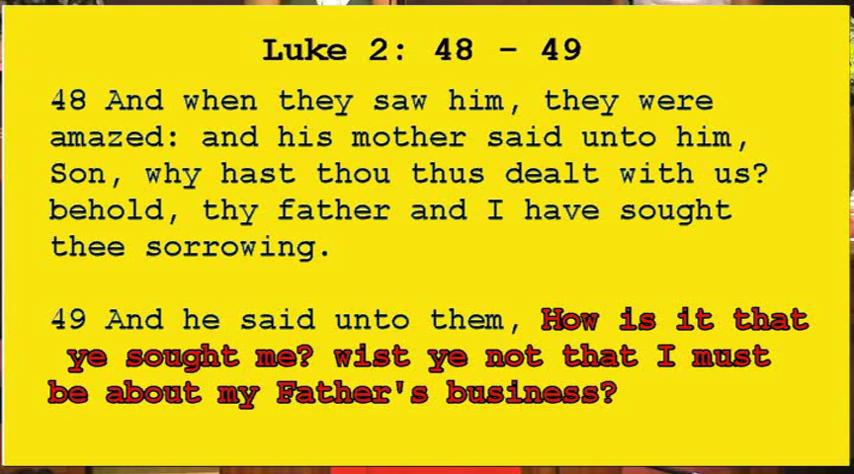 Luke 2: 48 - 49
48 And when they saw him, they were
amazed: and his mother said unto him,
Son, why hast thou thus dealt with us?
behold, thy father and I have sought
thee sorrowing.
49 And he said unto them, How is it that
ye sought me? wist ye not that I must
be about my Father's business?